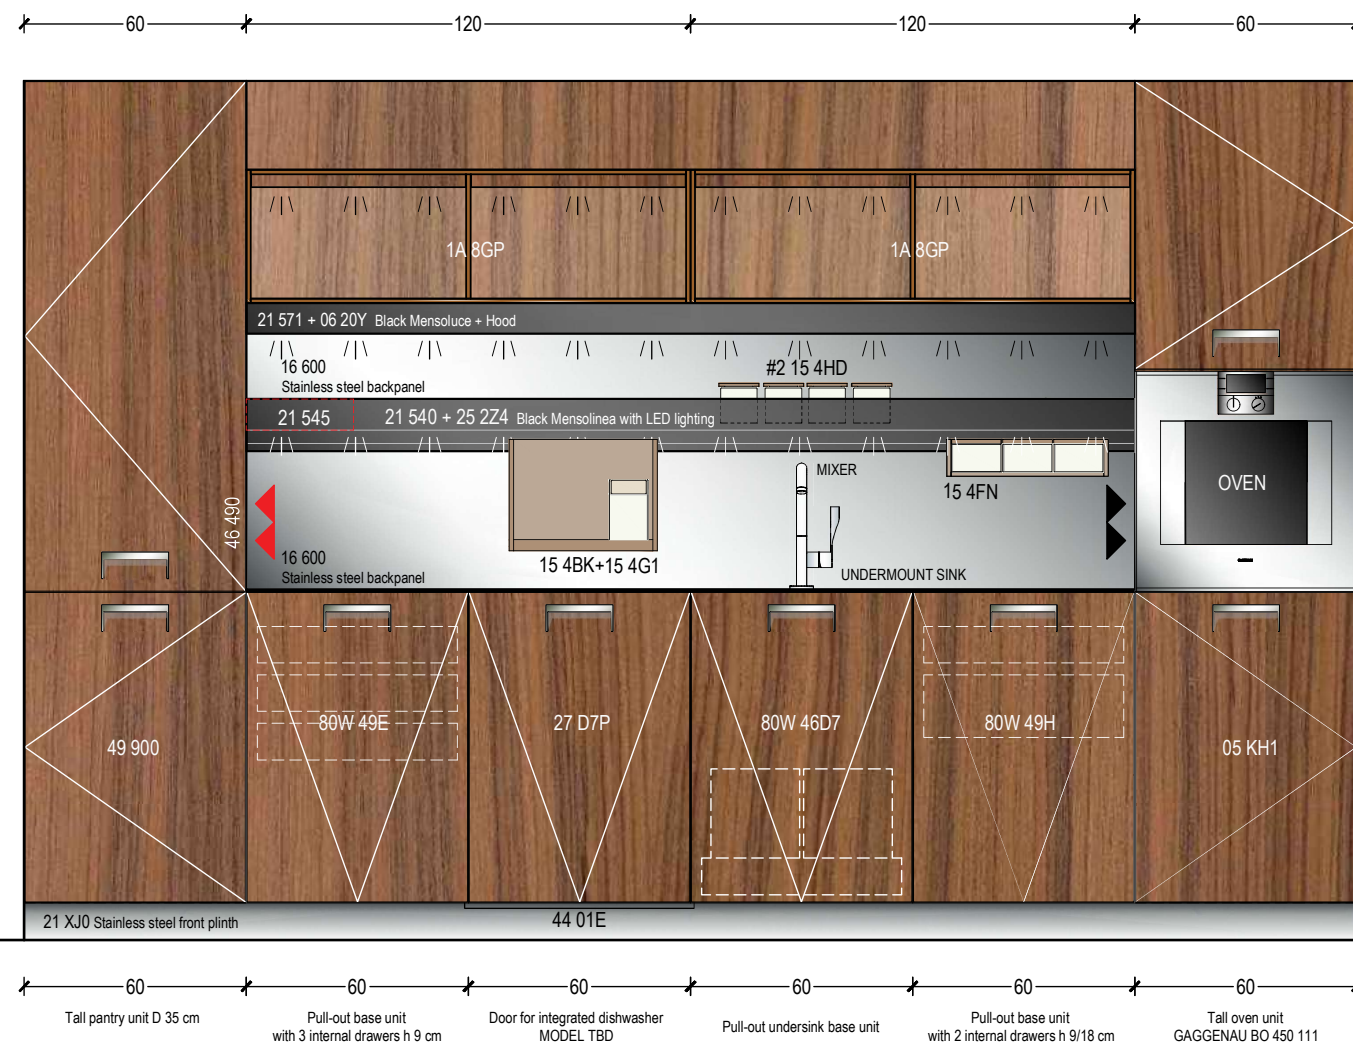 60
120
120
60
1A 8GP
1A 8GP
21 571 + 06 20Y Black Mensoluce + Hood
16 600
Stainless steel backpanel
#2 15 4HD
21 545
21 540 + 25 2Z4 Black Mensolinea with LED lighting
MIXER
15 4FN
OVEN
46 490
16 600
Stainless steel backpanel
15 4BK+15 4G1
UNDERMOUNT SINK
49 900
80W 49E
27 D7P
80W 46D7
80W 49H
05 KH1
21 XJ0 Stainless steel front plinth
44 01E
60
60
60
60
60
60
Tall pantry unit D 35 cm
Pull-out base unit
with 3 internal drawers h 9 cm
Door for integrated dishwasher
MODEL TBD
Pull-out undersink base unit
Pull-out base unit
with 2 internal drawers h 9/18 cm
Tall oven unit
GAGGENAU BO 450 111